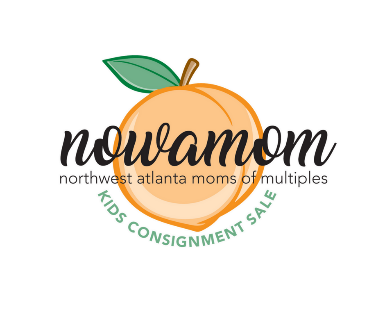 nowamom
northwest atlanta moms of multiples
KIDS CONSIGNMENT SALE